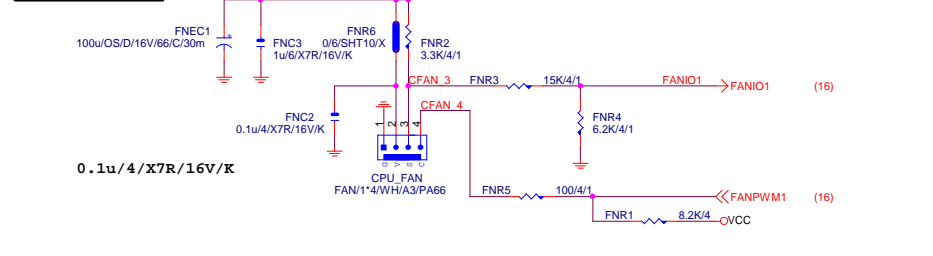 FNEC1
100u/OS/D/16V/66/C/30m
FNC3
1u/6/X7R/16V/K
FNR6
0/6/SHT10/X
FNR2
3.3K/4/1
CFAN_3
FNR3
15K/4/1
FANIO1
FANIO1
(16)
CFAN_4
FNC2
0.1u/4/X7R/16V/K
1
2
3
4
FNR4
6.2K/4/1
G
V
S
C
0.1u/4/X7R/16V/K
CPU_FAN
FAN/1*4/WH/A3/PA66
FNR5
100/4/1
FANPWM1
(16)
FNR1
8.2K/4
VCC